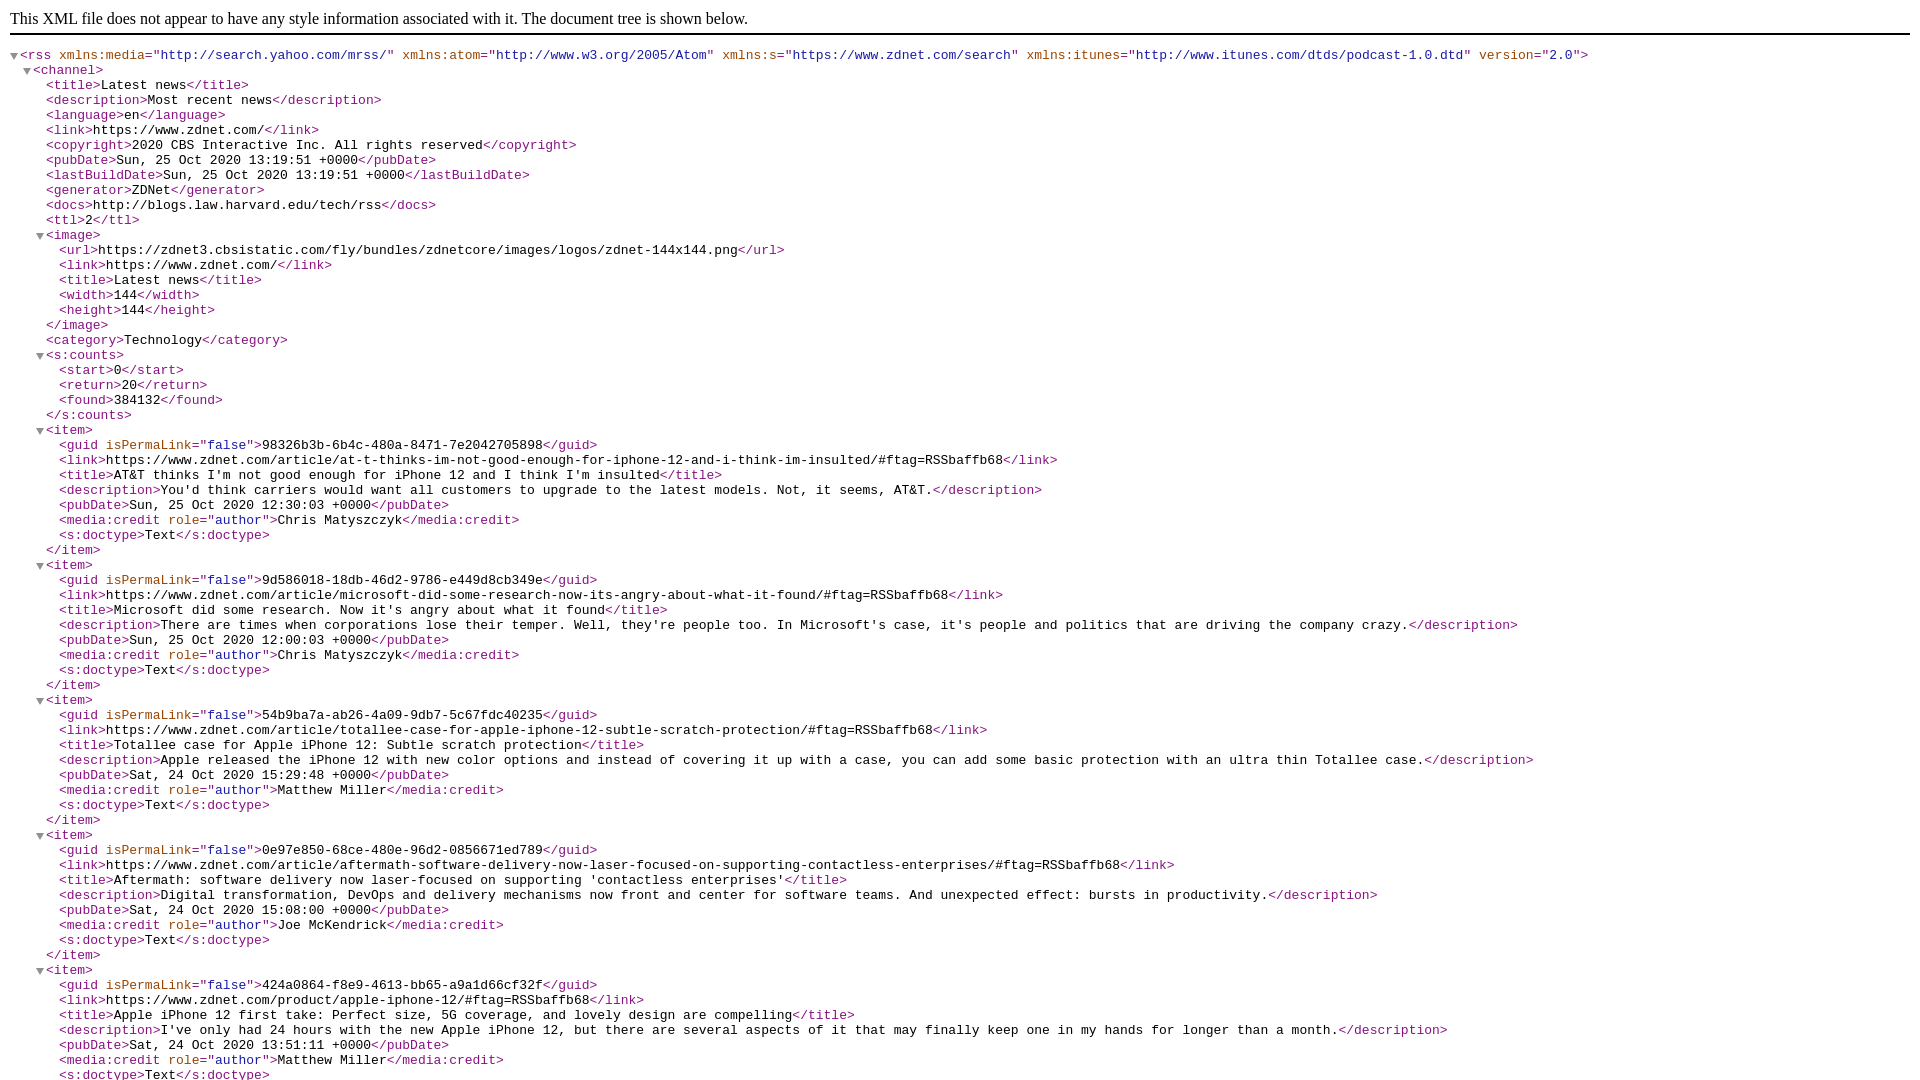 This XML file does not appear to have any style information associated with it. The document tree is shown below.
<rss xmlns:media="http://search.yahoo.com/mrss/" xmlns:atom="http://www.w3.org/2005/Atom" xmlns:s="https://www.zdnet.com/search" xmlns:itunes="http://www.itunes.com/dtds/podcast-1.0.dtd" version="2.0">
<channel>
<title>Latest news</title>
<description>Most recent news</description>
<language>en</language>
<link>https://www.zdnet.com/</link>
<copyright>2020 CBS Interactive Inc. All rights reserved</copyright>
<pubDate>Sun, 25 Oct 2020 13:19:51 +0000</pubDate>
<lastBuildDate>Sun, 25 Oct 2020 13:19:51 +0000</lastBuildDate>
<generator>ZDNet</generator>
<docs>http://blogs.law.harvard.edu/tech/rss</docs>
<ttl>2</ttl>
<image>
<url>https://zdnet3.cbsistatic.com/fly/bundles/zdnetcore/images/logos/zdnet-144x144.png</url>
<link>https://www.zdnet.com/</link>
<title>Latest news</title>
<width>144</width>
<height>144</height>
</image>
<category>Technology</category>
<s:counts>
<start>0</start>
<return>20</return>
<found>384132</found>
</s:counts>
<item>
<guid isPermaLink="false">98326b3b-6b4c-480a-8471-7e2042705898</guid>
<link>https://www.zdnet.com/article/at-t-thinks-im-not-good-enough-for-iphone-12-and-i-think-im-insulted/#ftag=RSSbaffb68</link>
<title>AT&T thinks I'm not good enough for iPhone 12 and I think I'm insulted</title>
<description>You'd think carriers would want all customers to upgrade to the latest models. Not, it seems, AT&T.</description>
<pubDate>Sun, 25 Oct 2020 12:30:03 +0000</pubDate>
<media:credit role="author">Chris Matyszczyk</media:credit>
<s:doctype>Text</s:doctype>
</item>
<item>
<guid isPermaLink="false">9d586018-18db-46d2-9786-e449d8cb349e</guid>
<link>https://www.zdnet.com/article/microsoft-did-some-research-now-its-angry-about-what-it-found/#ftag=RSSbaffb68</link>
<title>Microsoft did some research. Now it's angry about what it found</title>
<description>There are times when corporations lose their temper. Well, they're people too. In Microsoft's case, it's people and politics that are driving the company crazy.</description>
<pubDate>Sun, 25 Oct 2020 12:00:03 +0000</pubDate>
<media:credit role="author">Chris Matyszczyk</media:credit>
<s:doctype>Text</s:doctype>
</item>
<item>
<guid isPermaLink="false">54b9ba7a-ab26-4a09-9db7-5c67fdc40235</guid>
<link>https://www.zdnet.com/article/totallee-case-for-apple-iphone-12-subtle-scratch-protection/#ftag=RSSbaffb68</link>
<title>Totallee case for Apple iPhone 12: Subtle scratch protection</title>
<description>Apple released the iPhone 12 with new color options and instead of covering it up with a case, you can add some basic protection with an ultra thin Totallee case.</description>
<pubDate>Sat, 24 Oct 2020 15:29:48 +0000</pubDate>
<media:credit role="author">Matthew Miller</media:credit>
<s:doctype>Text</s:doctype>
</item>
<item>
<guid isPermaLink="false">0e97e850-68ce-480e-96d2-0856671ed789</guid>
<link>https://www.zdnet.com/article/aftermath-software-delivery-now-laser-focused-on-supporting-contactless-enterprises/#ftag=RSSbaffb68</link>
<title>Aftermath: software delivery now laser-focused on supporting 'contactless enterprises'</title>
<description>Digital transformation, DevOps and delivery mechanisms now front and center for software teams. And unexpected effect: bursts in productivity.</description>
<pubDate>Sat, 24 Oct 2020 15:08:00 +0000</pubDate>
<media:credit role="author">Joe McKendrick</media:credit>
<s:doctype>Text</s:doctype>
</item>
<item>
<guid isPermaLink="false">424a0864-f8e9-4613-bb65-a9a1d66cf32f</guid>
<link>https://www.zdnet.com/product/apple-iphone-12/#ftag=RSSbaffb68</link>
<title>Apple iPhone 12 first take: Perfect size, 5G coverage, and lovely design are compelling</title>
<description>I've only had 24 hours with the new Apple iPhone 12, but there are several aspects of it that may finally keep one in my hands for longer than a month.</description>
<pubDate>Sat, 24 Oct 2020 13:51:11 +0000</pubDate>
<media:credit role="author">Matthew Miller</media:credit>
<s:doctype>Text</s:doctype>